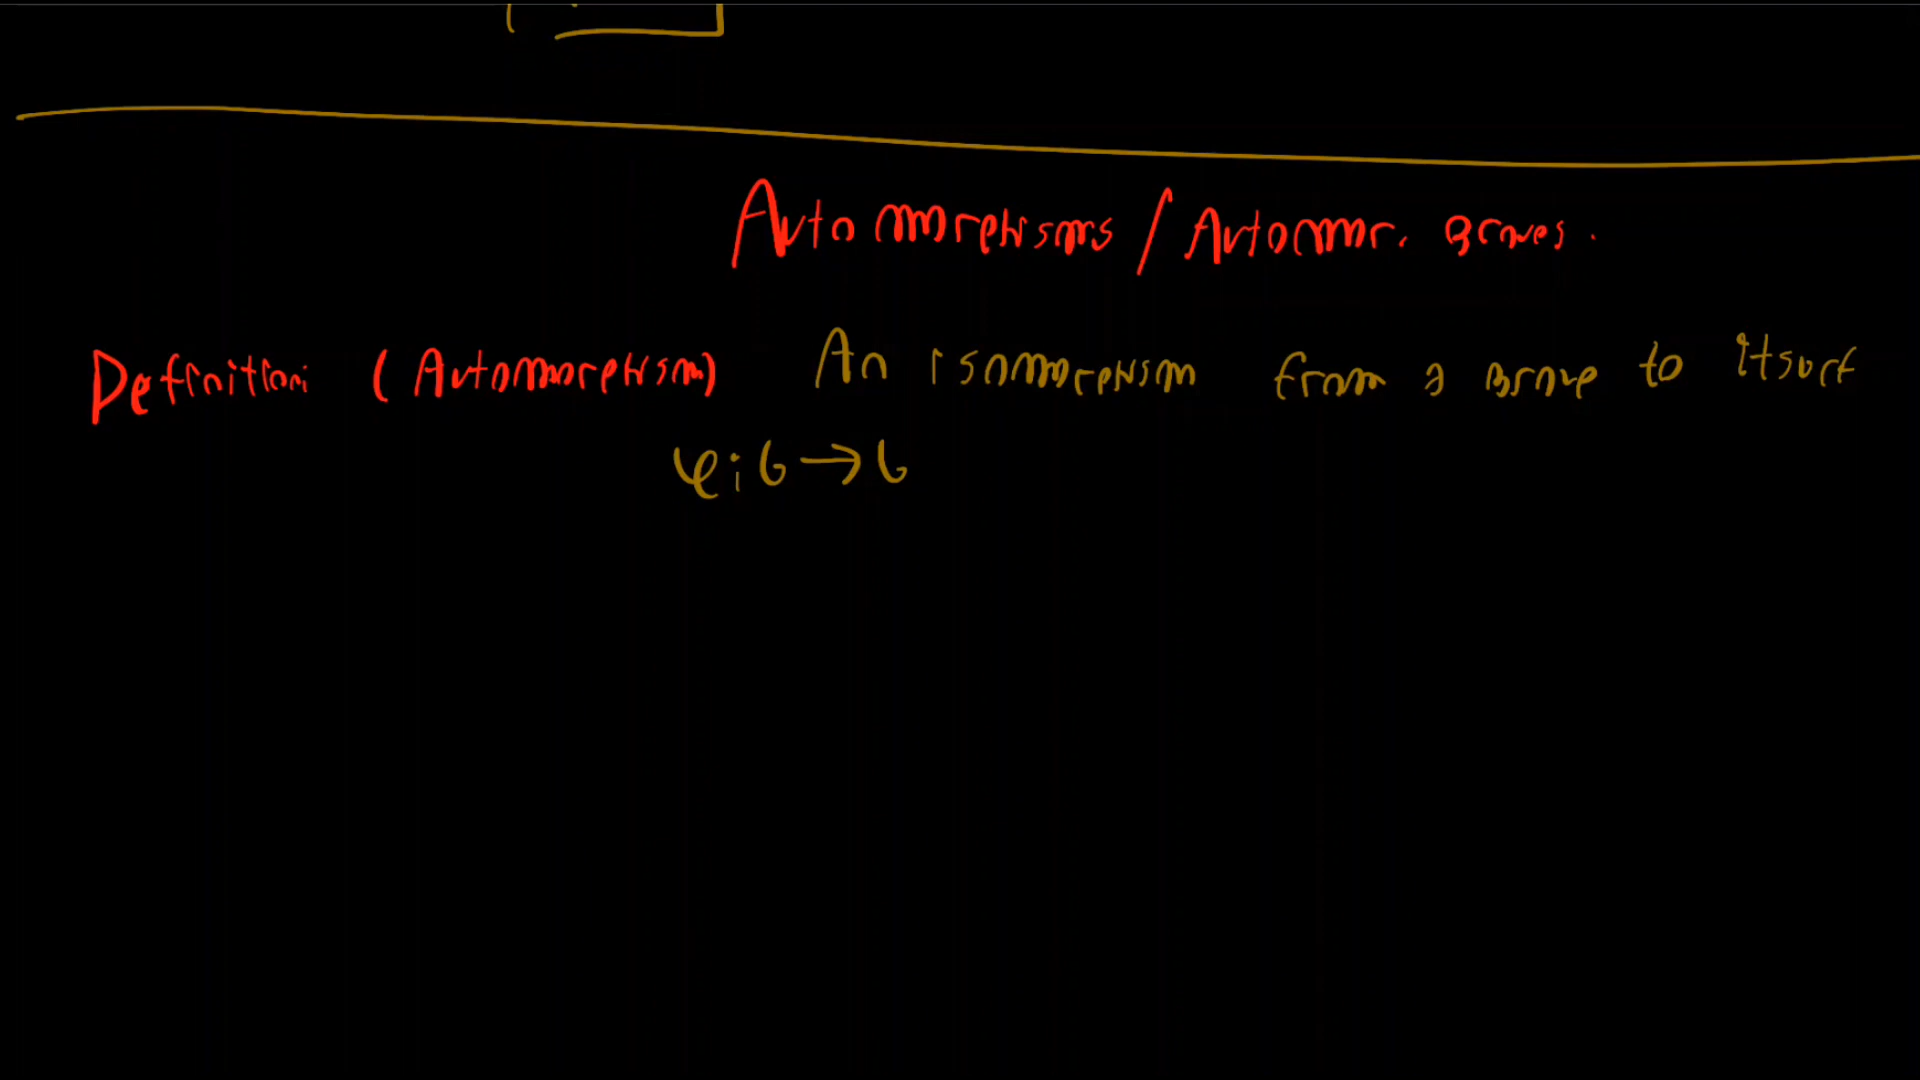 Automorphisms / Automor. groups.
Definition: (Automorphism) An isomorphism from a group to itself
φ: G → G